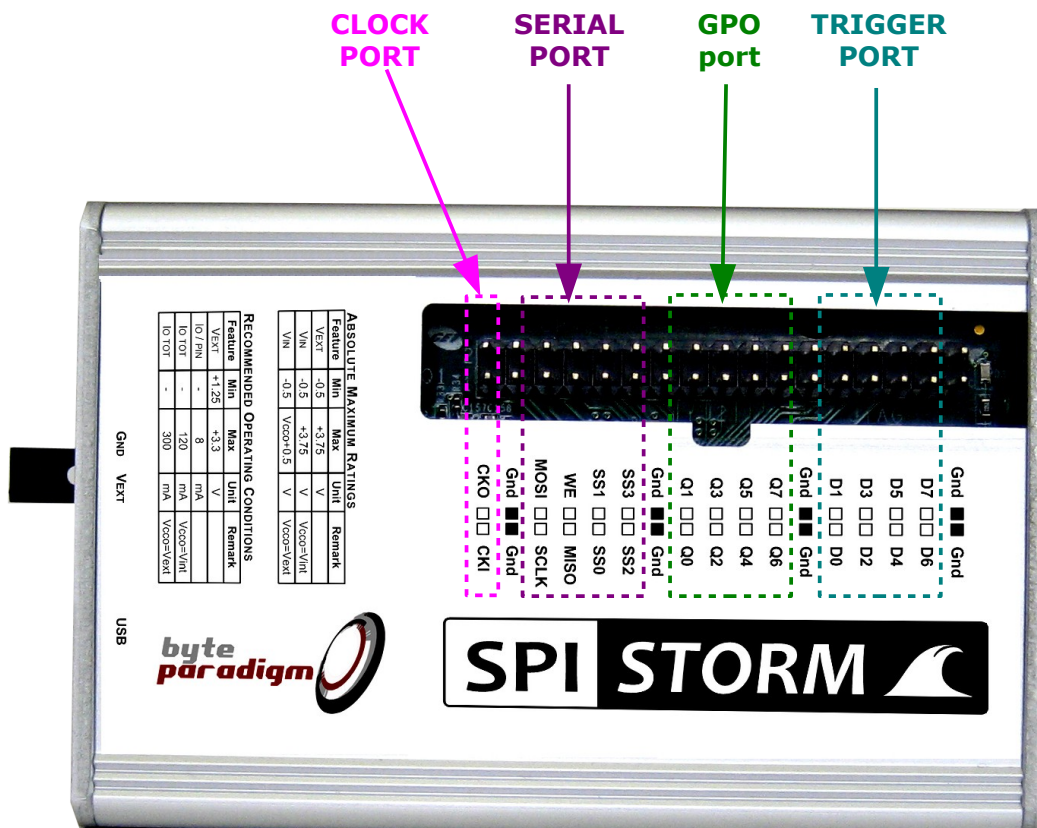 CLOCK
PORT
SERIAL
PORT
GPO
port
TRIGGER
PORT
ABSOLUTE MAXIMUM RATINGS
Feature Min Max Unit Remark
VEXT -0.5 +3.75 V
VIN -0.5 +3.75 V Vcco=Vint
VIN -0.5 Vcco+0.5 V Vcco=Vext
RECOMMENDED OPERATING CONDITIONS
Feature Min Max Unit Remark
VEXT +1.25 +3.3 V
IO / PIN - 8 mA
IO TOT - 120 mA Vcco=Vint
IO TOT - 300 mA Vcco=Vext
GND VEXT
USB
CKO CKI
Gnd Gnd
MOSI SCLK
WE MISO
SS1 SS0
SS3 SS2
Gnd Gnd
Q1 Q0
Q3 Q2
Q5 Q4
Q7 Q6
Gnd Gnd
D1 D0
D3 D2
D5 D4
D7 D6
Gnd Gnd
byte
paradigm
SPI STORM